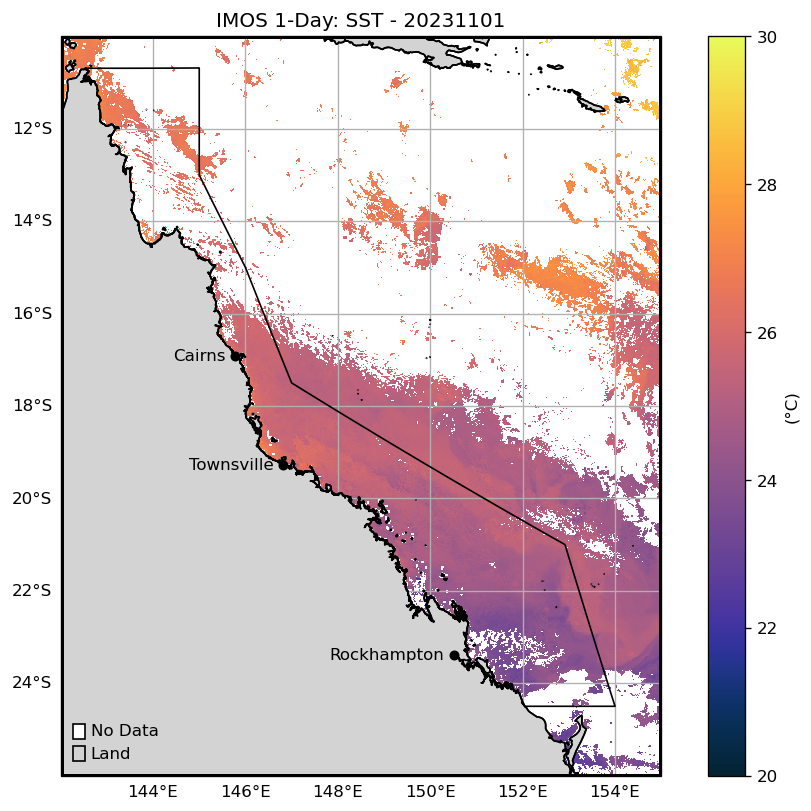 IMOS 1-Day: SST - 20231101
12°S
14°S
16°S
18°S
20°S
22°S
24°S
Cairns
Townsville
Rockhampton
No Data
Land
144°E 146°E 148°E 150°E 152°E 154°E
30
28
26
24
22
20
(°C)